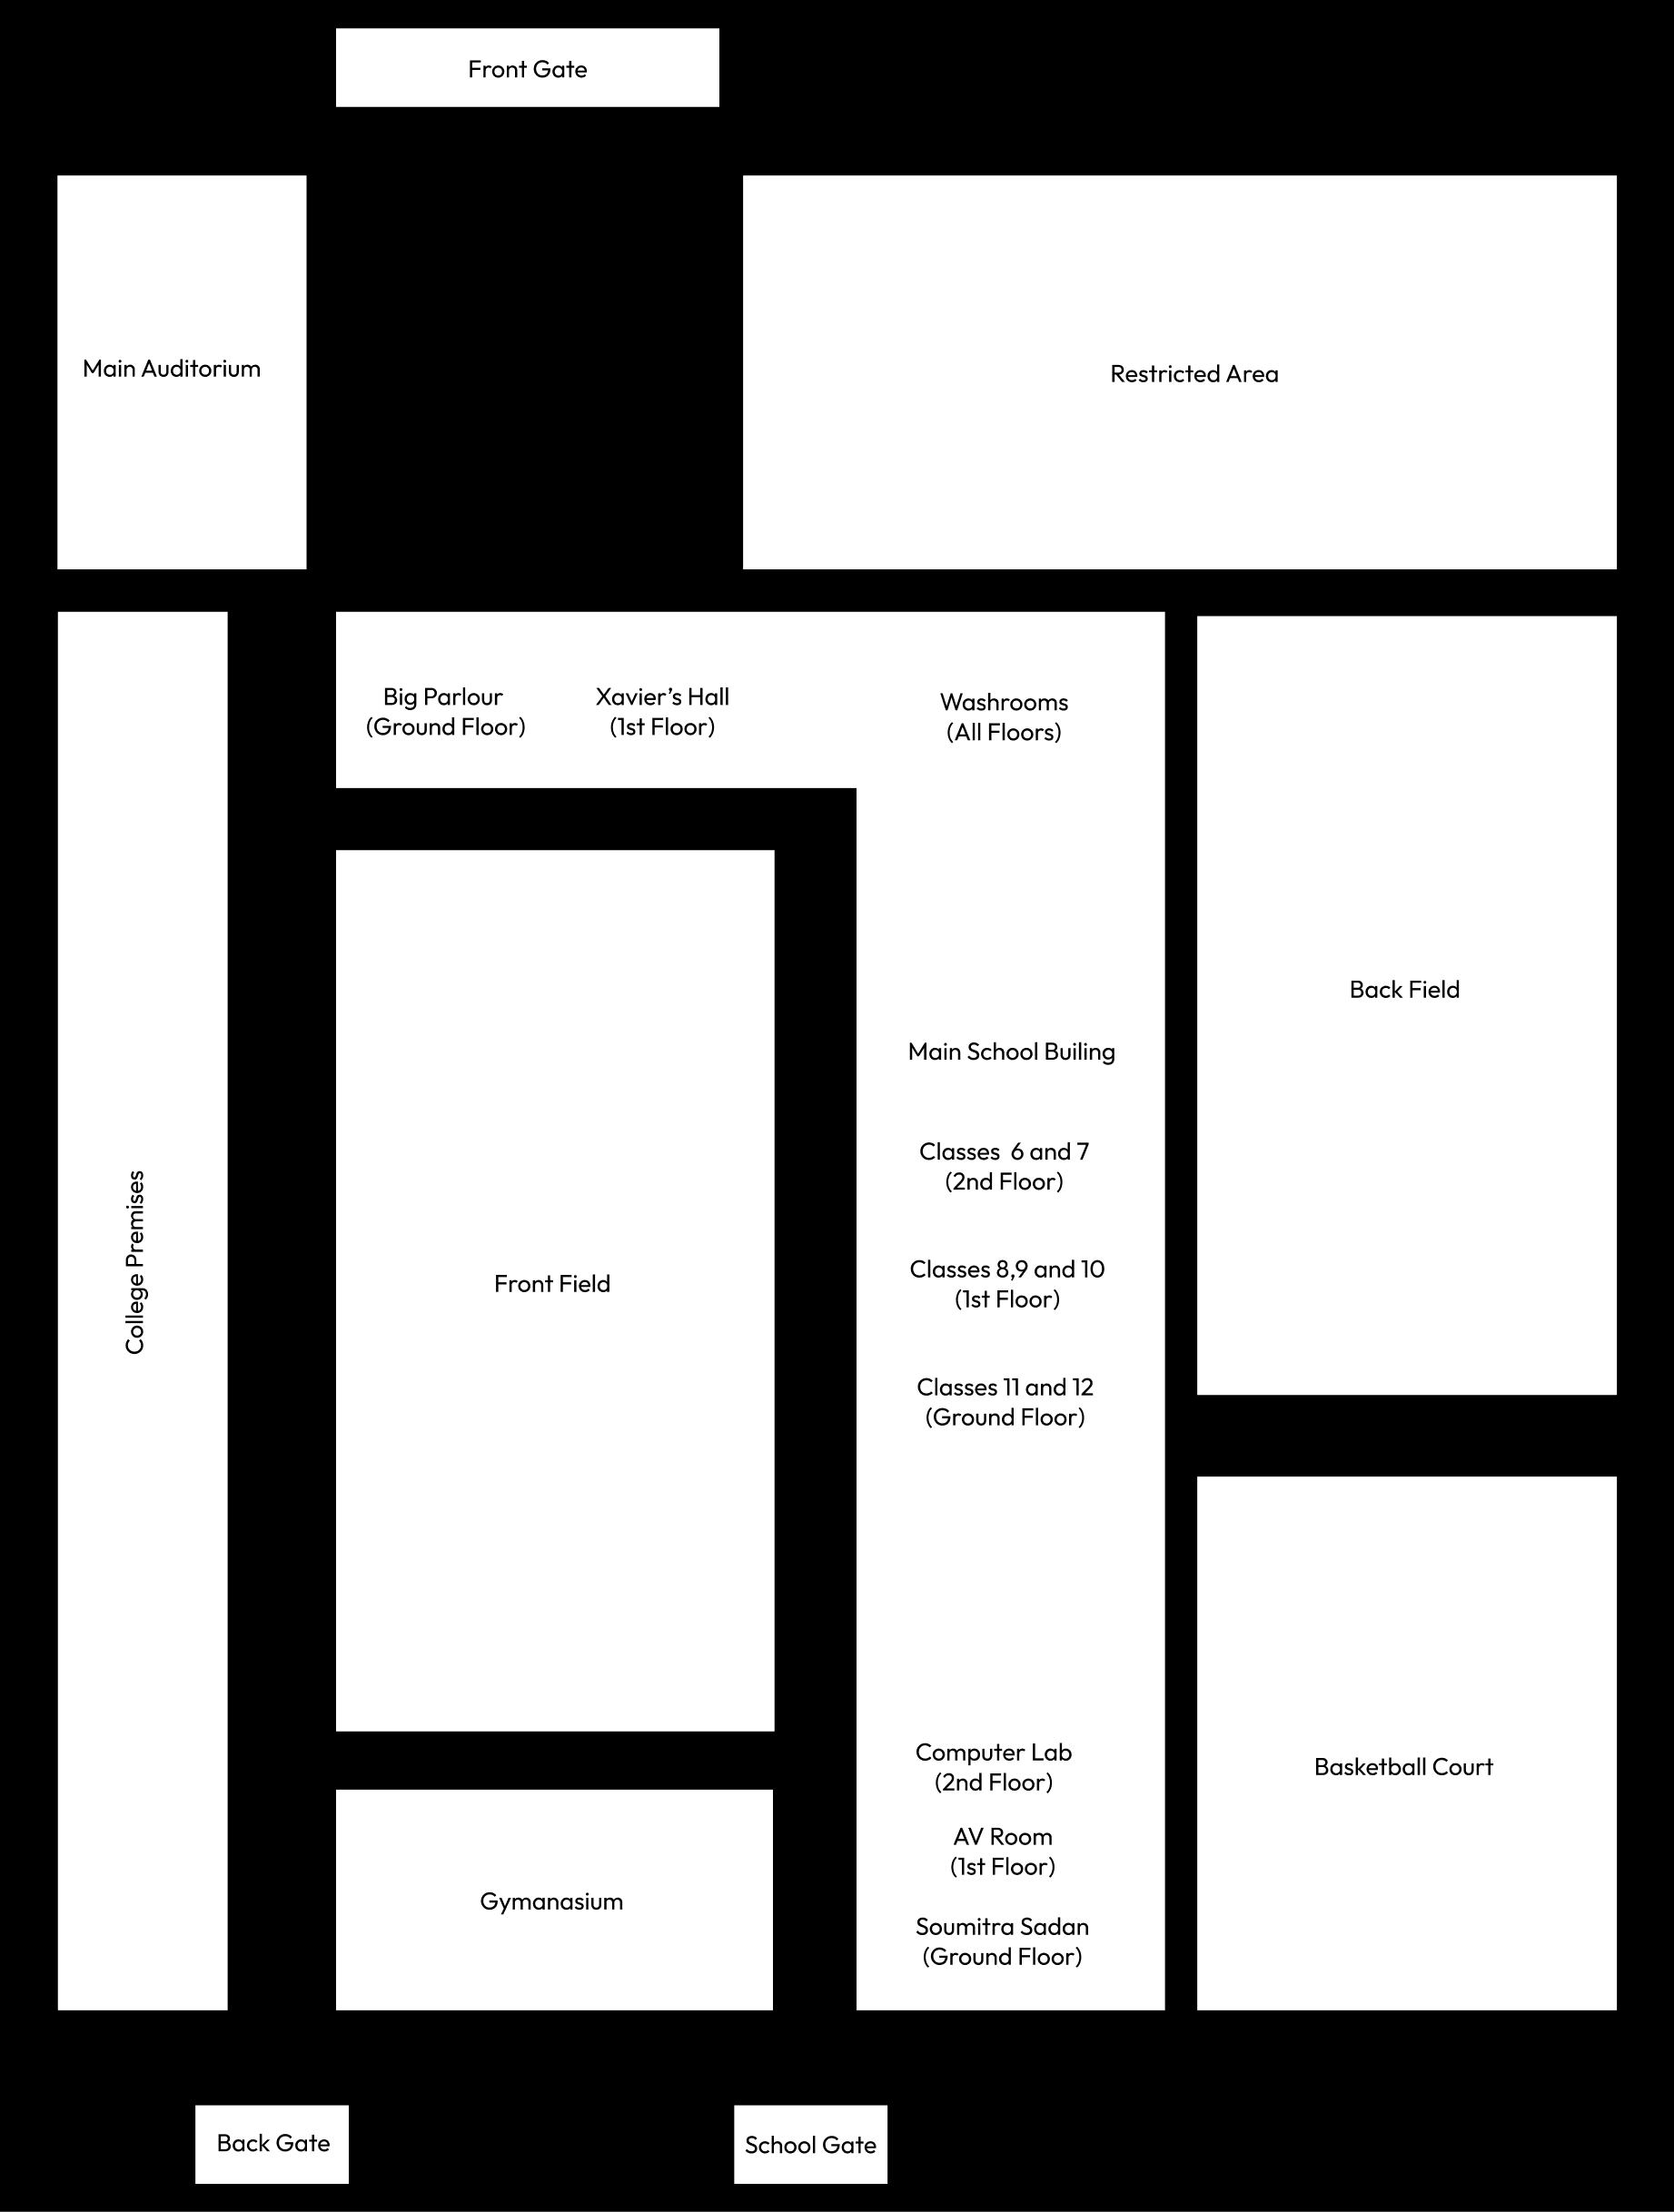 Front Gate
Main Auditorium
Restricted Area
Big Parlour
(Ground Floor)
Xavier's Hall
(1st Floor)
Washrooms
(All Floors)
Back Field
Main School Builing
Classes  6 and 7
(2nd Floor)
College Premises
Front Field
Classes 8,9 and 10
(1st Floor)
Classes 11 and 12
(Ground Floor)
Computer Lab
(2nd Floor)
Basketball Court
AV Room
(1st Floor)
Gymanasium
Soumitra Sadan
(Ground Floor)
Back Gate
School Gate